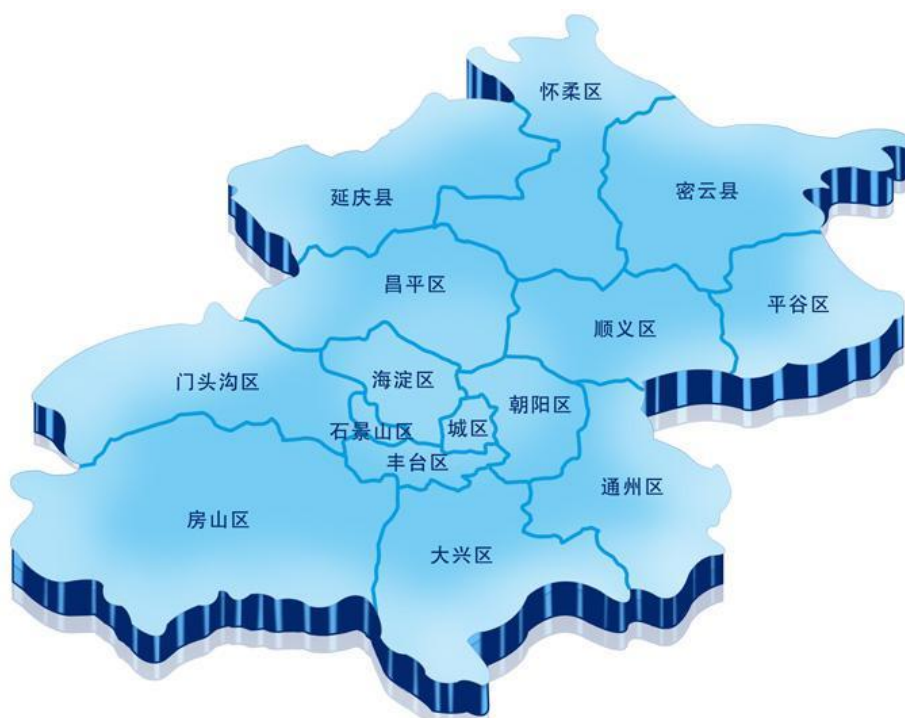 怀柔区
延庆县
密云县
昌平区
平谷区
顺义区
门头沟区
海淀区
朝阳区
石景山区
城区
丰台区
通州区
房山区
大兴区